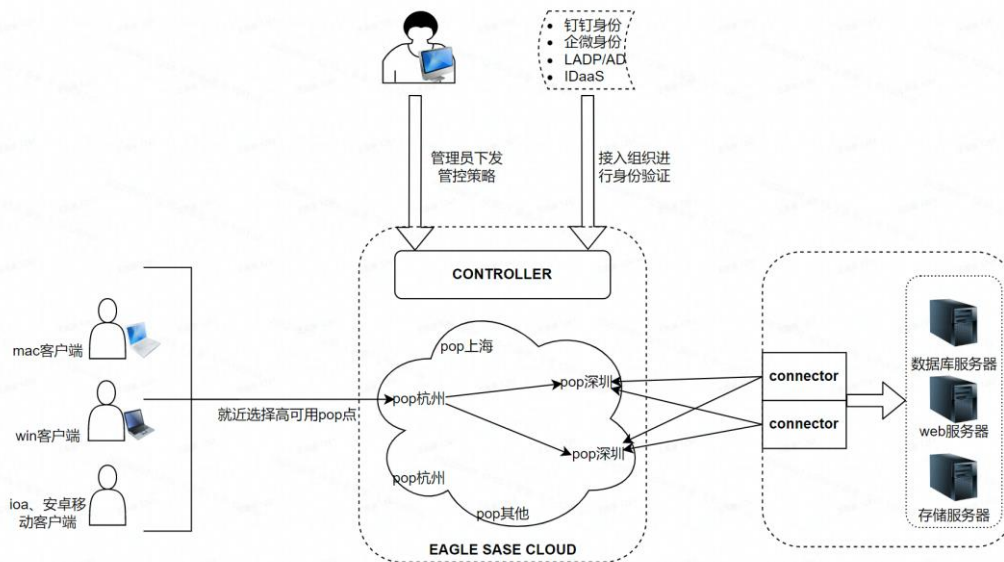 钉钉身份
企微身份
LADP/AD
IDaaS
管理员下发
管控策略
接入组织进
行身份验证
CONTROLLER
mac客户端
win客户端
ioa、安卓移
动客户端
就近选择高可用pop点
pop上海
pop杭州
pop深圳
pop深圳
pop杭州
pop其他
EAGLE SASE CLOUD
connector
connector
数据库服务器
web服务器
存储服务器